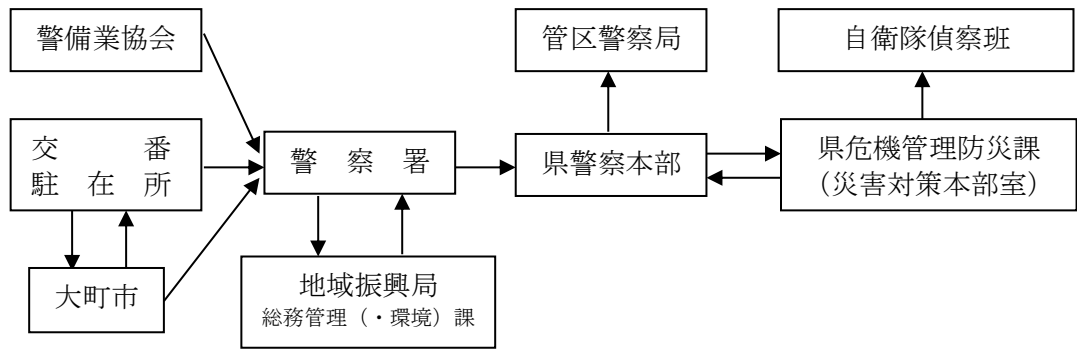 警備業協会
管区警察局
自衛隊偵察班
交　　番
駐 在 所
警 察 署
県警察本部
県危機管理防災課
（災害対策本部室）
大町市
地域振興局
総務管理（・環境）課